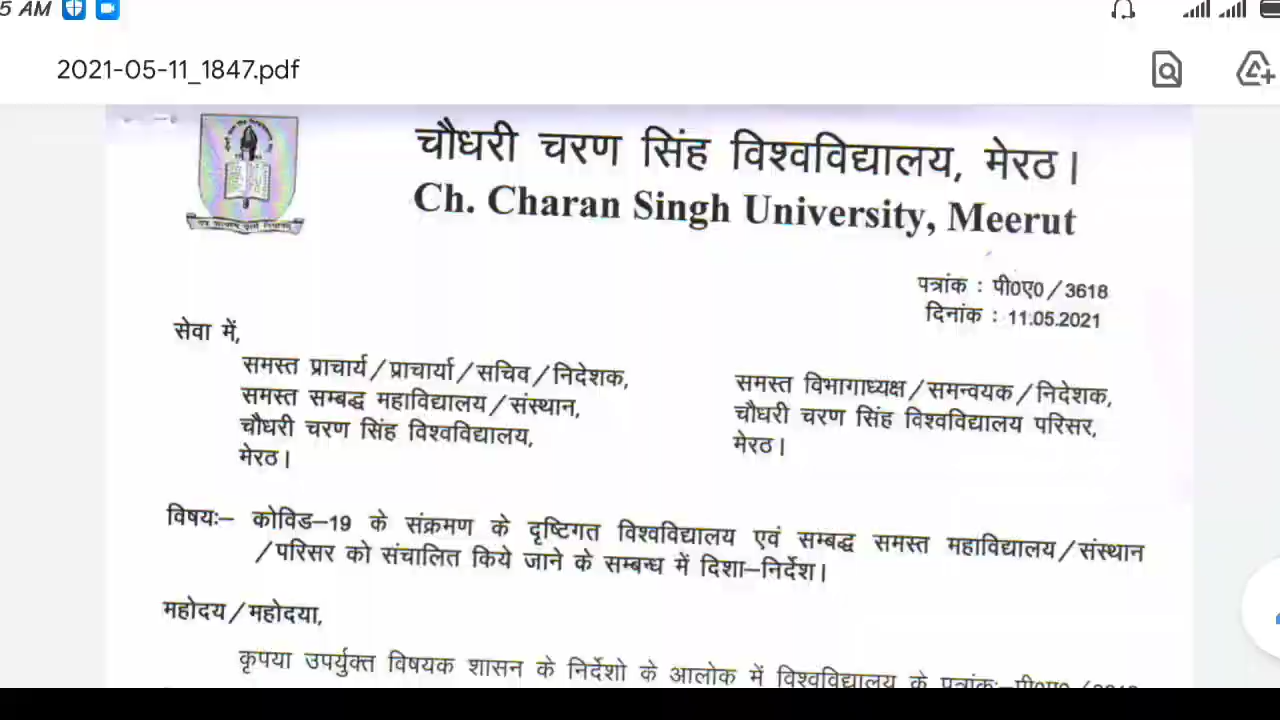 5 AM
2021-05-11_1847.pdf
चौधरी चरण सिंह विश्वविद्यालय, मेरठ।
Ch. Charan Singh University, Meerut
पत्रांक : पी0ए0/3618
दिनांक : 11.05.2021
सेवा में,
समस्त प्राचार्य/प्राचार्या/सचिव/निदेशक,
समस्त सम्बद्ध महाविद्यालय/संस्थान,
चौधरी चरण सिंह विश्वविद्यालय,
मेरठ।
समस्त विभागाध्यक्ष/समन्वयक/निदेशक,
चौधरी चरण सिंह विश्वविद्यालय परिसर,
मेरठ।
विषयः– कोविड–19 के संक्रमण के दृष्टिगत विश्वविद्यालय एवं सम्बद्ध समस्त महाविद्यालय/संस्थान
/परिसर को संचालित किये जाने के सम्बन्ध में दिशा–निर्देश।
महोदय/महोदया,
कृपया उपर्युक्त विषयक शासन के निर्देशो के आलोक में विश्वविद्यालय के पत्रांकः–पी0ए0